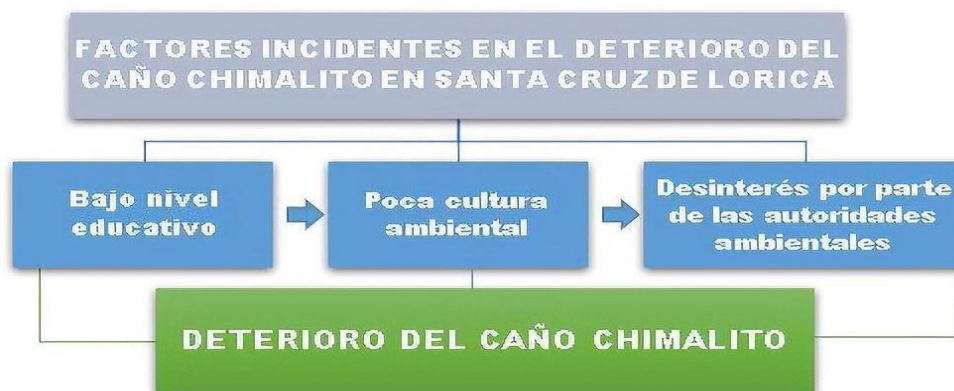 FACTORES INCIDENTES EN EL DETERIORO DEL
CAÑO CHIMALITO EN SANTA CRUZ DE LORICA
Bajo nivel
educativo
Poca cultura
ambiental
Desinterés por parte
de las autoridades
ambientales
DETERIORO DEL CAÑO CHIMALITO